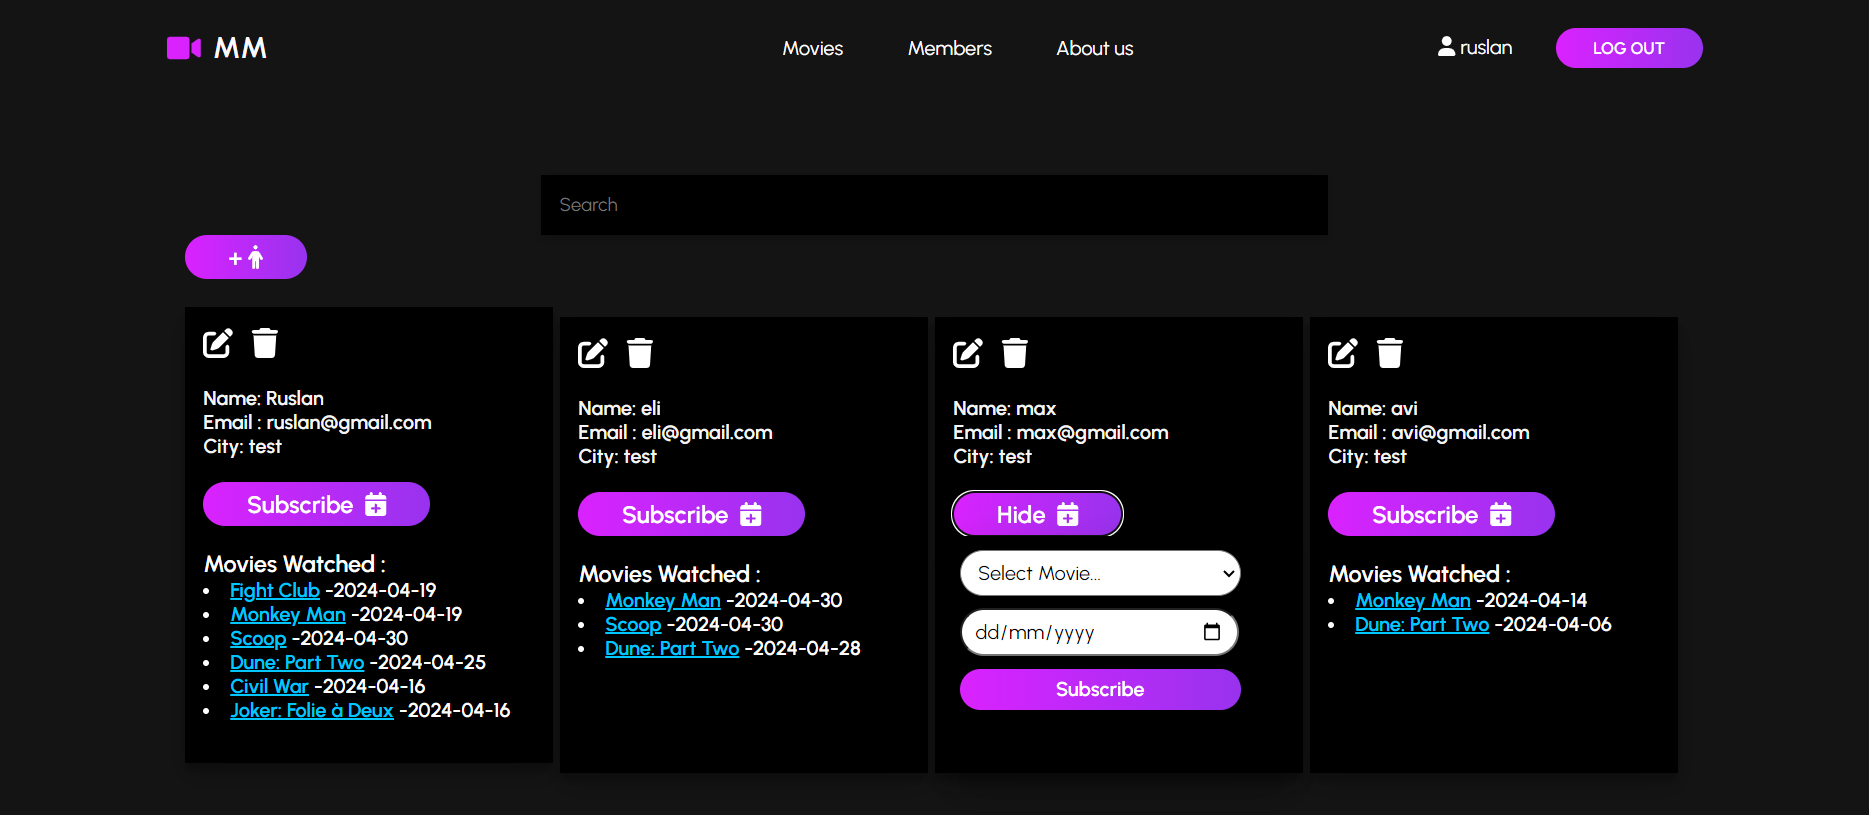 MM
Movies
Members
About us
ruslan
LOG OUT
Search
+
Name: Ruslan
Email : ruslan@gmail.com
City: test
Subscribe
Movies Watched :
Fight Club -2024-04-19
Monkey Man -2024-04-19
Scoop -2024-04-30
Dune: Part Two -2024-04-25
Civil War -2024-04-16
Joker: Folie à Deux -2024-04-16
Name: eli
Email : eli@gmail.com
City: test
Subscribe
Movies Watched :
Monkey Man -2024-04-30
Scoop -2024-04-30
Dune: Part Two -2024-04-28
Name: max
Email : max@gmail.com
City: test
Hide
Select Movie...
dd/mm/yyyy
Subscribe
Name: avi
Email : avi@gmail.com
City: test
Subscribe
Movies Watched :
Monkey Man -2024-04-14
Dune: Part Two -2024-04-06